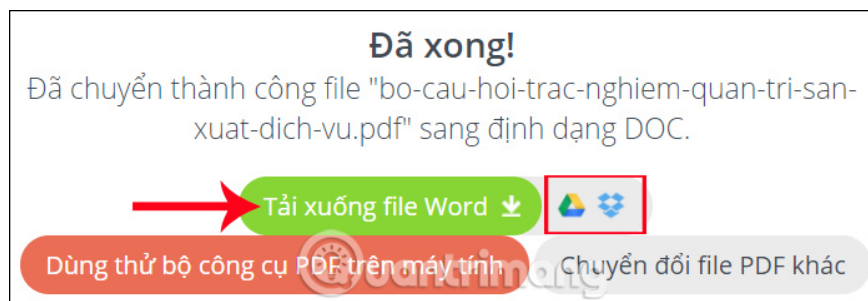 Đã xong!
Đã chuyển thành công file "bo-cau-hoi-trac-nghiem-quan-tri-san-
xuat-dich-vu.pdf" sang định dạng DOC.
Tải xuống file Word
Dùng thử bộ công cụ PDF trên máy tính
Chuyển đổi file PDF khác
Quantrimang